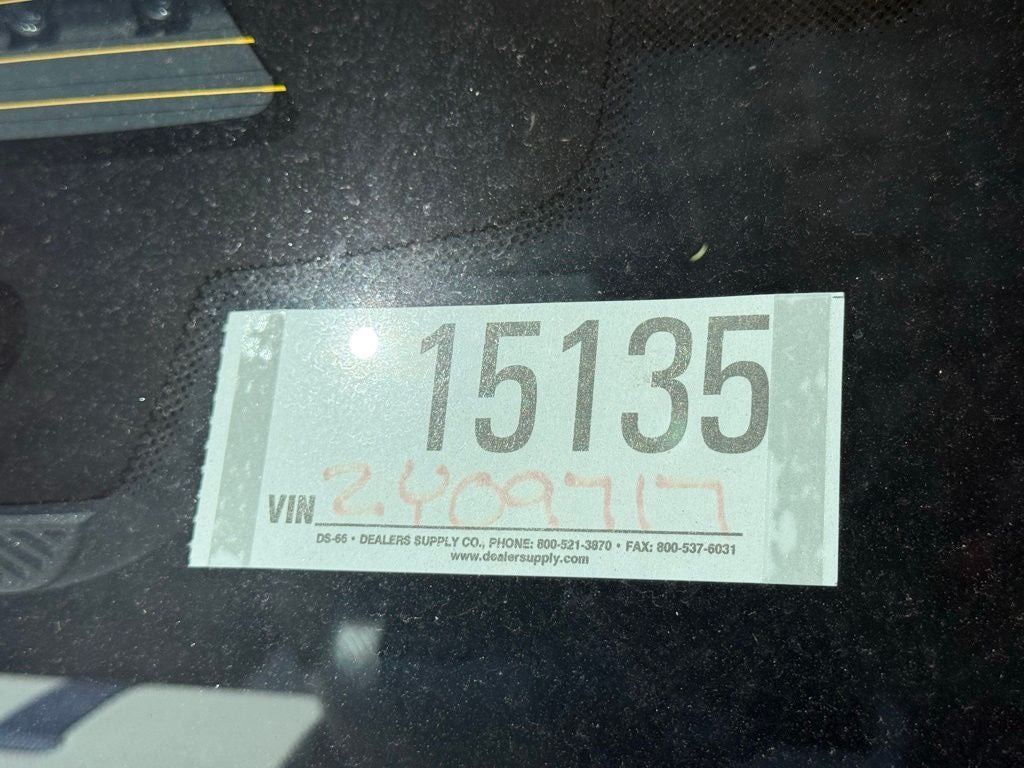 15135
VIN 2Y09717
DS-66 • DEALERS SUPPLY CO., PHONE: 800-521-3870 • FAX: 800-537-6031
www.dealersupply.com